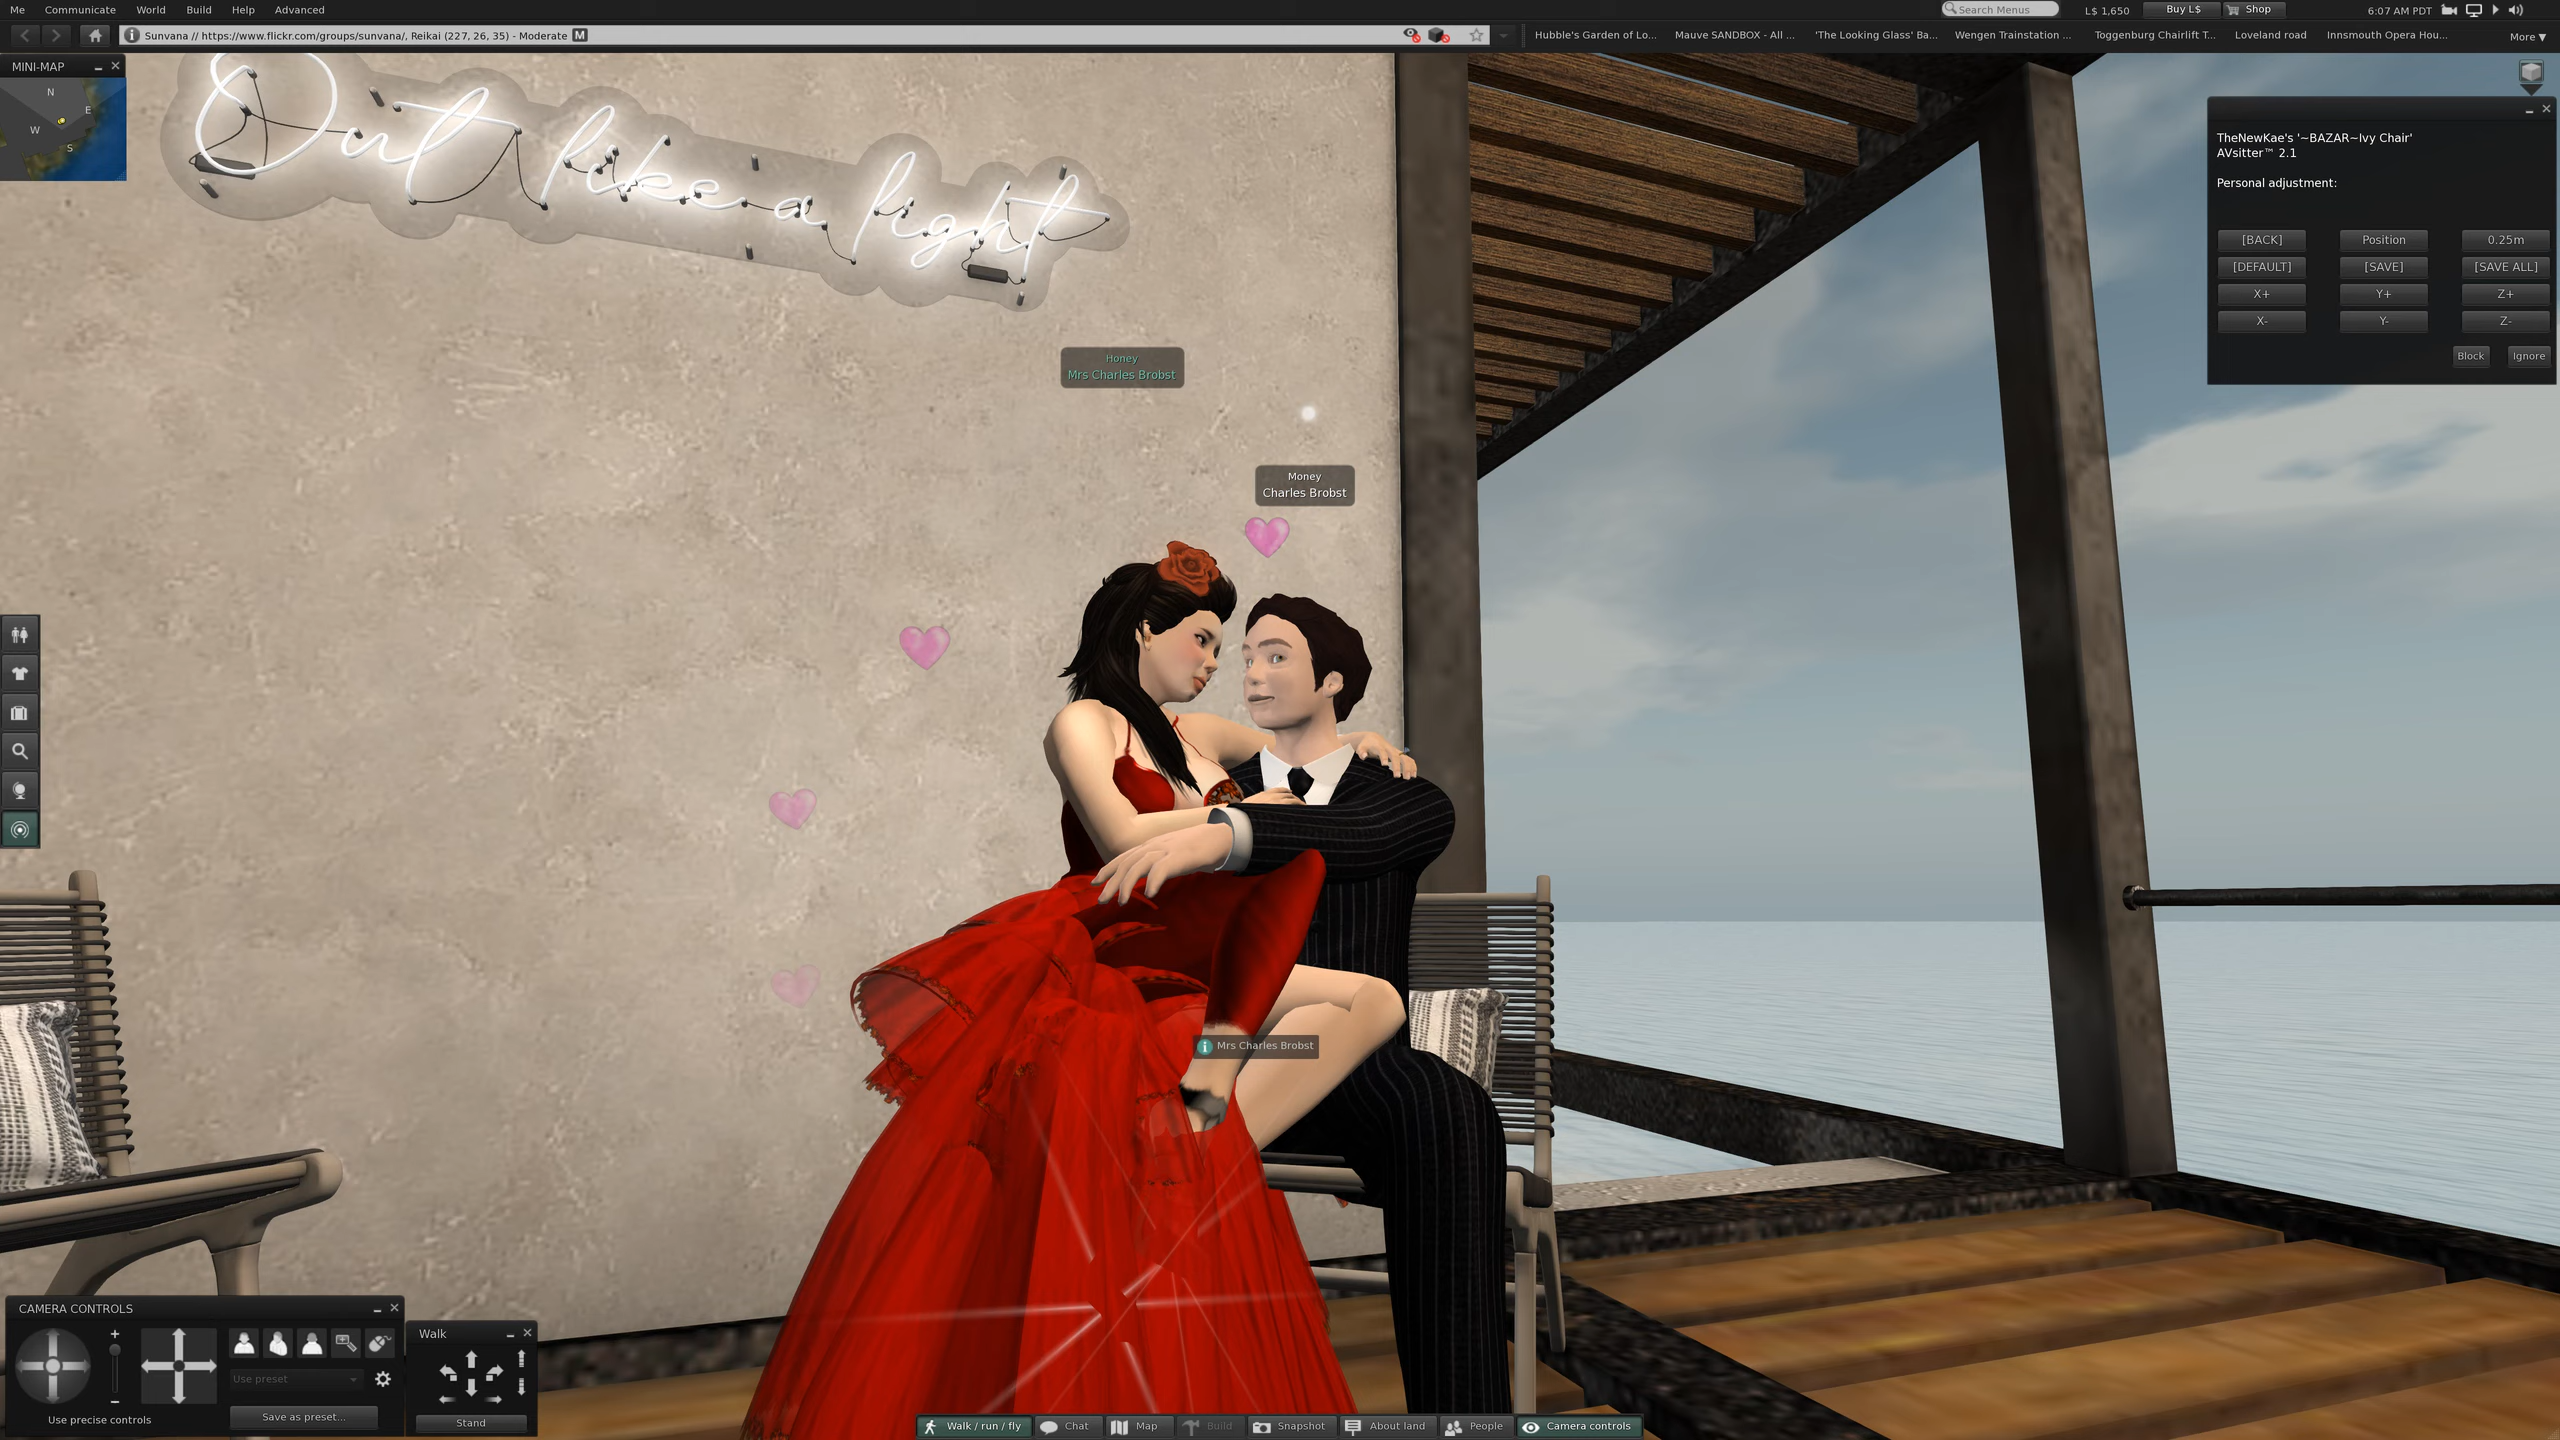 Me Communicate World Build Help Advanced
Search Menus L$ 1,650 Buy L$ Shop 6:07 AM PDT
Sunvana // https://www.flickr.com/groups/sunvana/, Reikai (227, 26, 35) - Moderate M
Hubble's Garden of Lo... Mauve SANDBOX - All ... 'The Looking Glass' Ba... Wengen Trainstation ... Toggenburg Chairlift T... Loveland road Innsmouth Opera Hou... More ▼
MINI-MAP
N
E
W
S
Out like a light
TheNewKae's '~BAZAR~Ivy Chair'
AVsitter™ 2.1
Personal adjustment:
[BACK] Position 0.25m
[DEFAULT] [SAVE] [SAVE ALL]
X+ Y+ Z+
X- Y- Z-
Block Ignore
Honey
Mrs Charles Brobst
Money
Charles Brobst
Mrs Charles Brobst
CAMERA CONTROLS
Use preset
Save as preset...
Use precise controls
Walk
Stand
Walk / run / fly Chat Map Build Snapshot About land People Camera controls